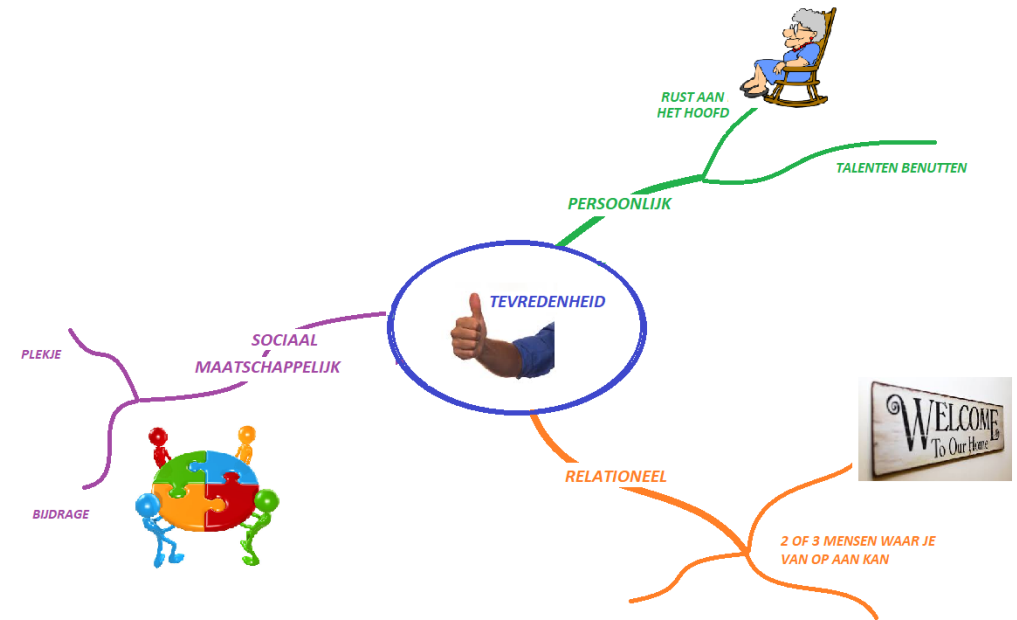 RUST AAN
HET HOOFD
TALENTEN BENUTTEN
PERSOONLIJK
TEVREDENHEID
SOCIAAL
/
MAATSCHAPPELIJK
PLEKJE
BIJDRAGE
RELATIONEEL
WELCOME
To Our Home
2 OF 3 MENSEN WAAR JE
VAN OP AAN KAN